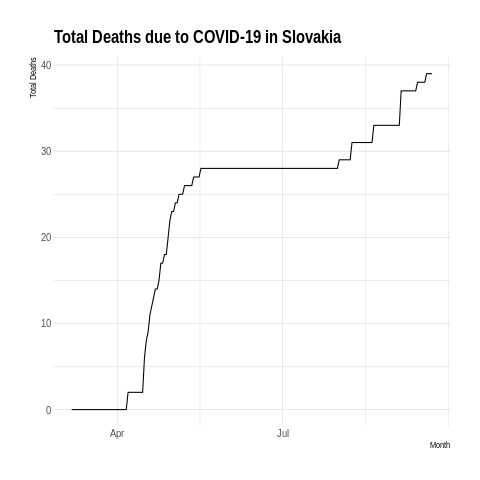 Total Deaths due to COVID-19 in Slovakia
Total Deaths
40
30
20
10
0
Apr
Jul
Month